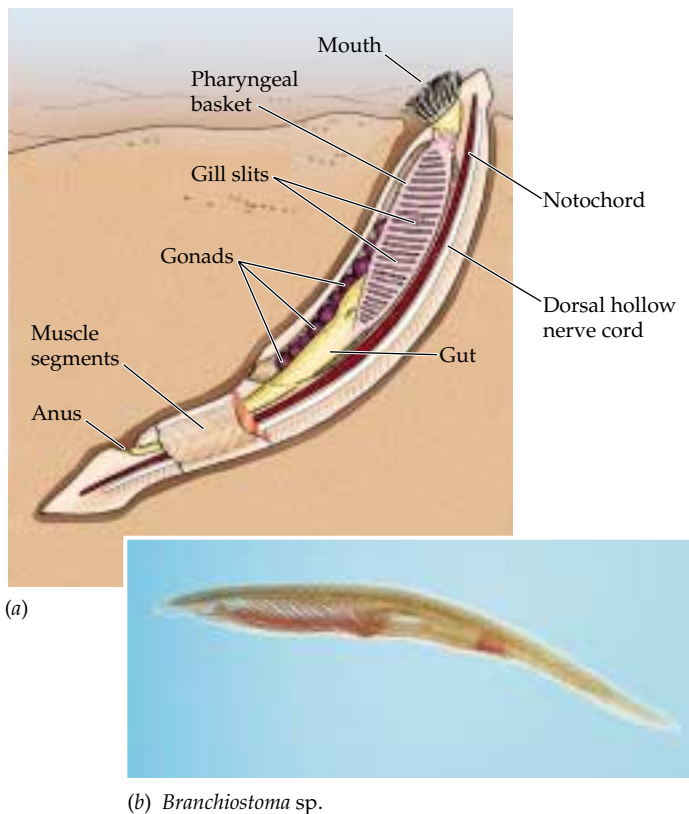 Mouth
Pharyngeal
basket
Gill slits
Notochord
Gonads
Dorsal hollow
nerve cord
Muscle
segments
Gut
Anus
(a)
(b) Branchiostoma sp.